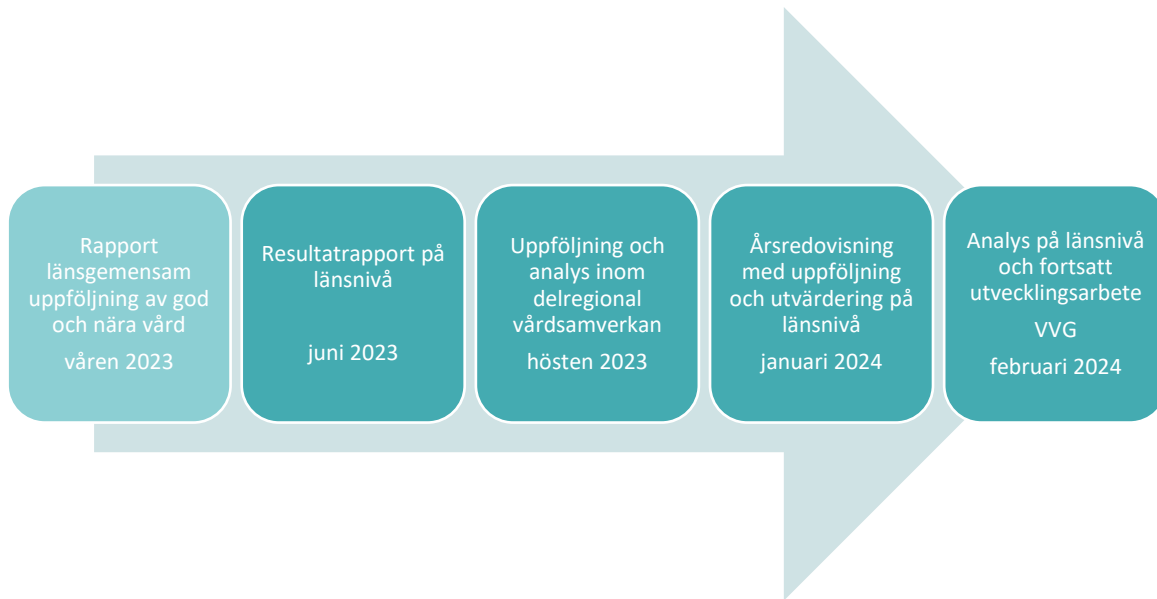 Rapport
länsgemensam
uppföljning av god
och nära vård
våren 2023
Resultatrapport på
länsnivå
juni 2023
Uppföljning och
analys inom
delregional
vårdsamverkan
hösten 2023
Årsredovisning
med uppföljning
och utvärdering på
länsnivå
januari 2024
Analys på länsnivå
och fortsatt
utvecklingsarbete
VVG
februari 2024